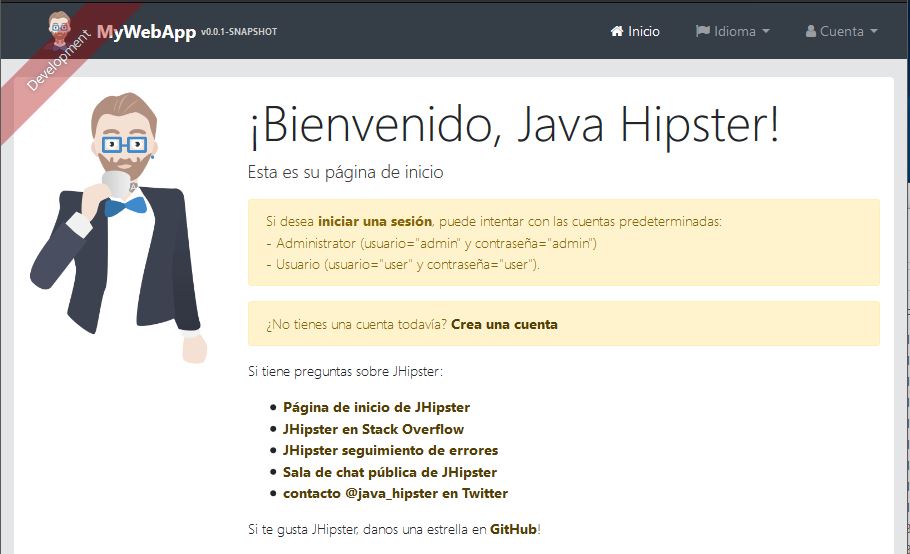 Development
MyWebApp v0.0.1-SNAPSHOT
Inicio
Idioma
Cuenta
¡Bienvenido, Java Hipster!
Esta es su página de inicio
Si desea iniciar una sesión, puede intentar con las cuentas predeterminadas:
- Administrator (usuario="admin" y contraseña="admin")
- Usuario (usuario="user" y contraseña="user").
¿No tienes una cuenta todavía? Crea una cuenta
Si tiene preguntas sobre JHipster:
Página de inicio de JHipster
JHipster en Stack Overflow
JHipster seguimiento de errores
Sala de chat pública de JHipster
contacto @java_hipster en Twitter
Si te gusta JHipster, danos una estrella en GitHub!